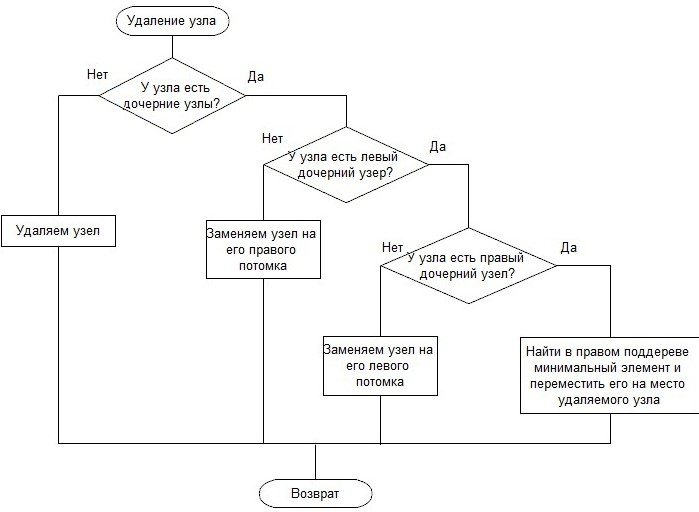 Удаление узла
Нет
Да
У узла есть
дочерние узлы?
Нет
Да
У узла есть левый
дочерний узер?
Удаляем узел
Заменяем узел на
его правого
потомка
Нет
Да
У узла есть правый
дочерний узел?
Заменяем узел на
его левого
потомка
Найти в правом поддереве
минимальный элемент и
переместить его на место
удаляемого узла
Возврат